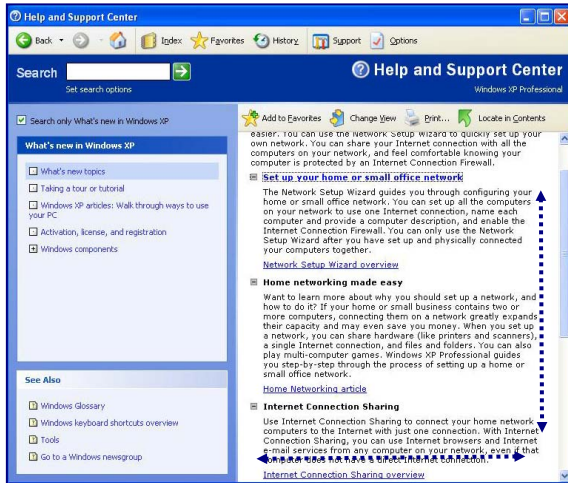 Help and Support Center
Back
Index
Favorites
History
Support
Options
Search
Set search options
Help and Support Center
Windows XP Professional
Search only What's new in Windows XP
What's new in Windows XP
What's new topics
Taking a tour or tutorial
Windows XP articles: Walk through ways to use
your PC
Activation, license, and registration
Windows components
See Also
Windows Glossary
Windows keyboard shortcuts overview
Tools
Go to a Windows newsgroup
Add to Favorites
Change View
Print...
Locate in Contents
easier. You can use the Network Setup Wizard to quickly set up your
own network. You can share your Internet connection with all the
computers on your network, and feel comfortable knowing your
computer is protected by an Internet Connection Firewall.
Set up your home or small office network
The Network Setup Wizard guides you through configuring your
home or small office network. You can set up all the computers
on your network to use one Internet connection, name each
computer and provide a computer description, and enable the
Internet Connection Firewall. You can only use the Network
Setup Wizard after you have set up and physically connected
your computers together.
Network Setup Wizard overview
Home networking made easy
Want to learn more about why you should set up a network, and
how to do it? If your home or small business contains two or
more computers, connecting them on a network greatly expands
their capacity and may even save you money. When you set up
a network, you can share hardware (like printers and scanners),
a single Internet connection, and files and folders. You can also
play multi-computer games. Windows XP Professional guides
you step-by-step through the process of setting up a home or
small office network.
Home Networking article
Internet Connection Sharing
Use Internet Connection Sharing to connect your home network
computers to the Internet with just one connection. With Internet
Connection Sharing, you can use Internet browsers and Internet
e-mail services from any computer on your network, even if that
computer does not have a direct Internet connection.
Internet Connection Sharing overview